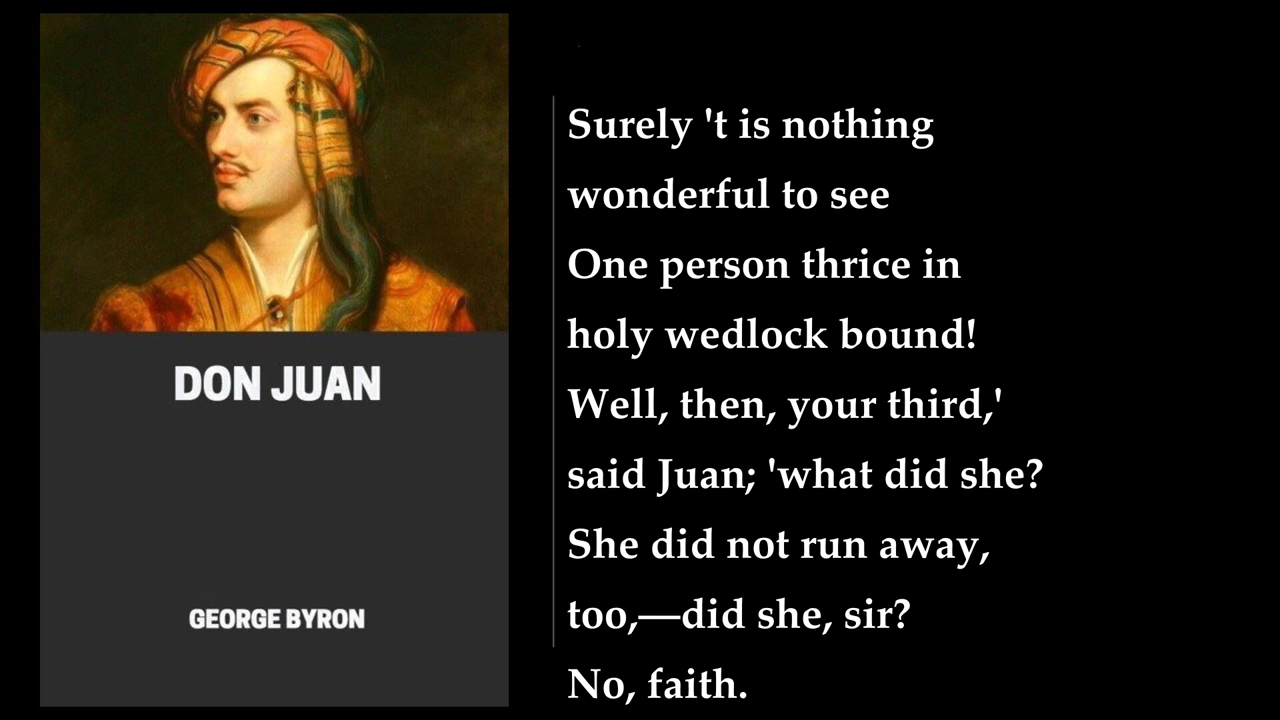 DON JUAN
GEORGE BYRON
Surely 't is nothing
wonderful to see
One person thrice in
holy wedlock bound!
Well, then, your third,'
said Juan; 'what did she?
She did not run away,
too,—did she, sir?
No, faith.